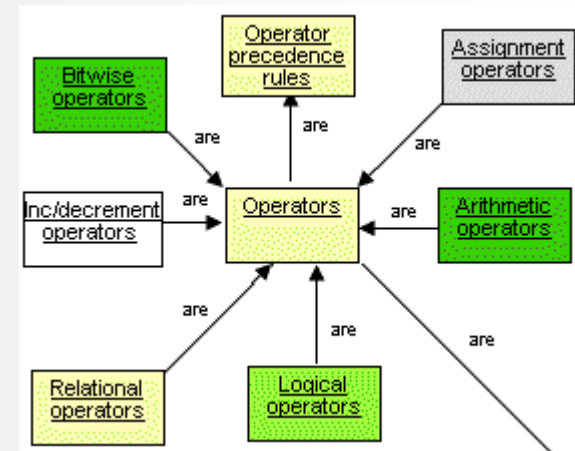 Operator
precedence
rules
Assignment
operators
Bitwise
operators
are
are
are
Inc/decrement
operators
are
Operators
are
Arithmetic
operators
are
are
are
Relational
operators
Logical
operators